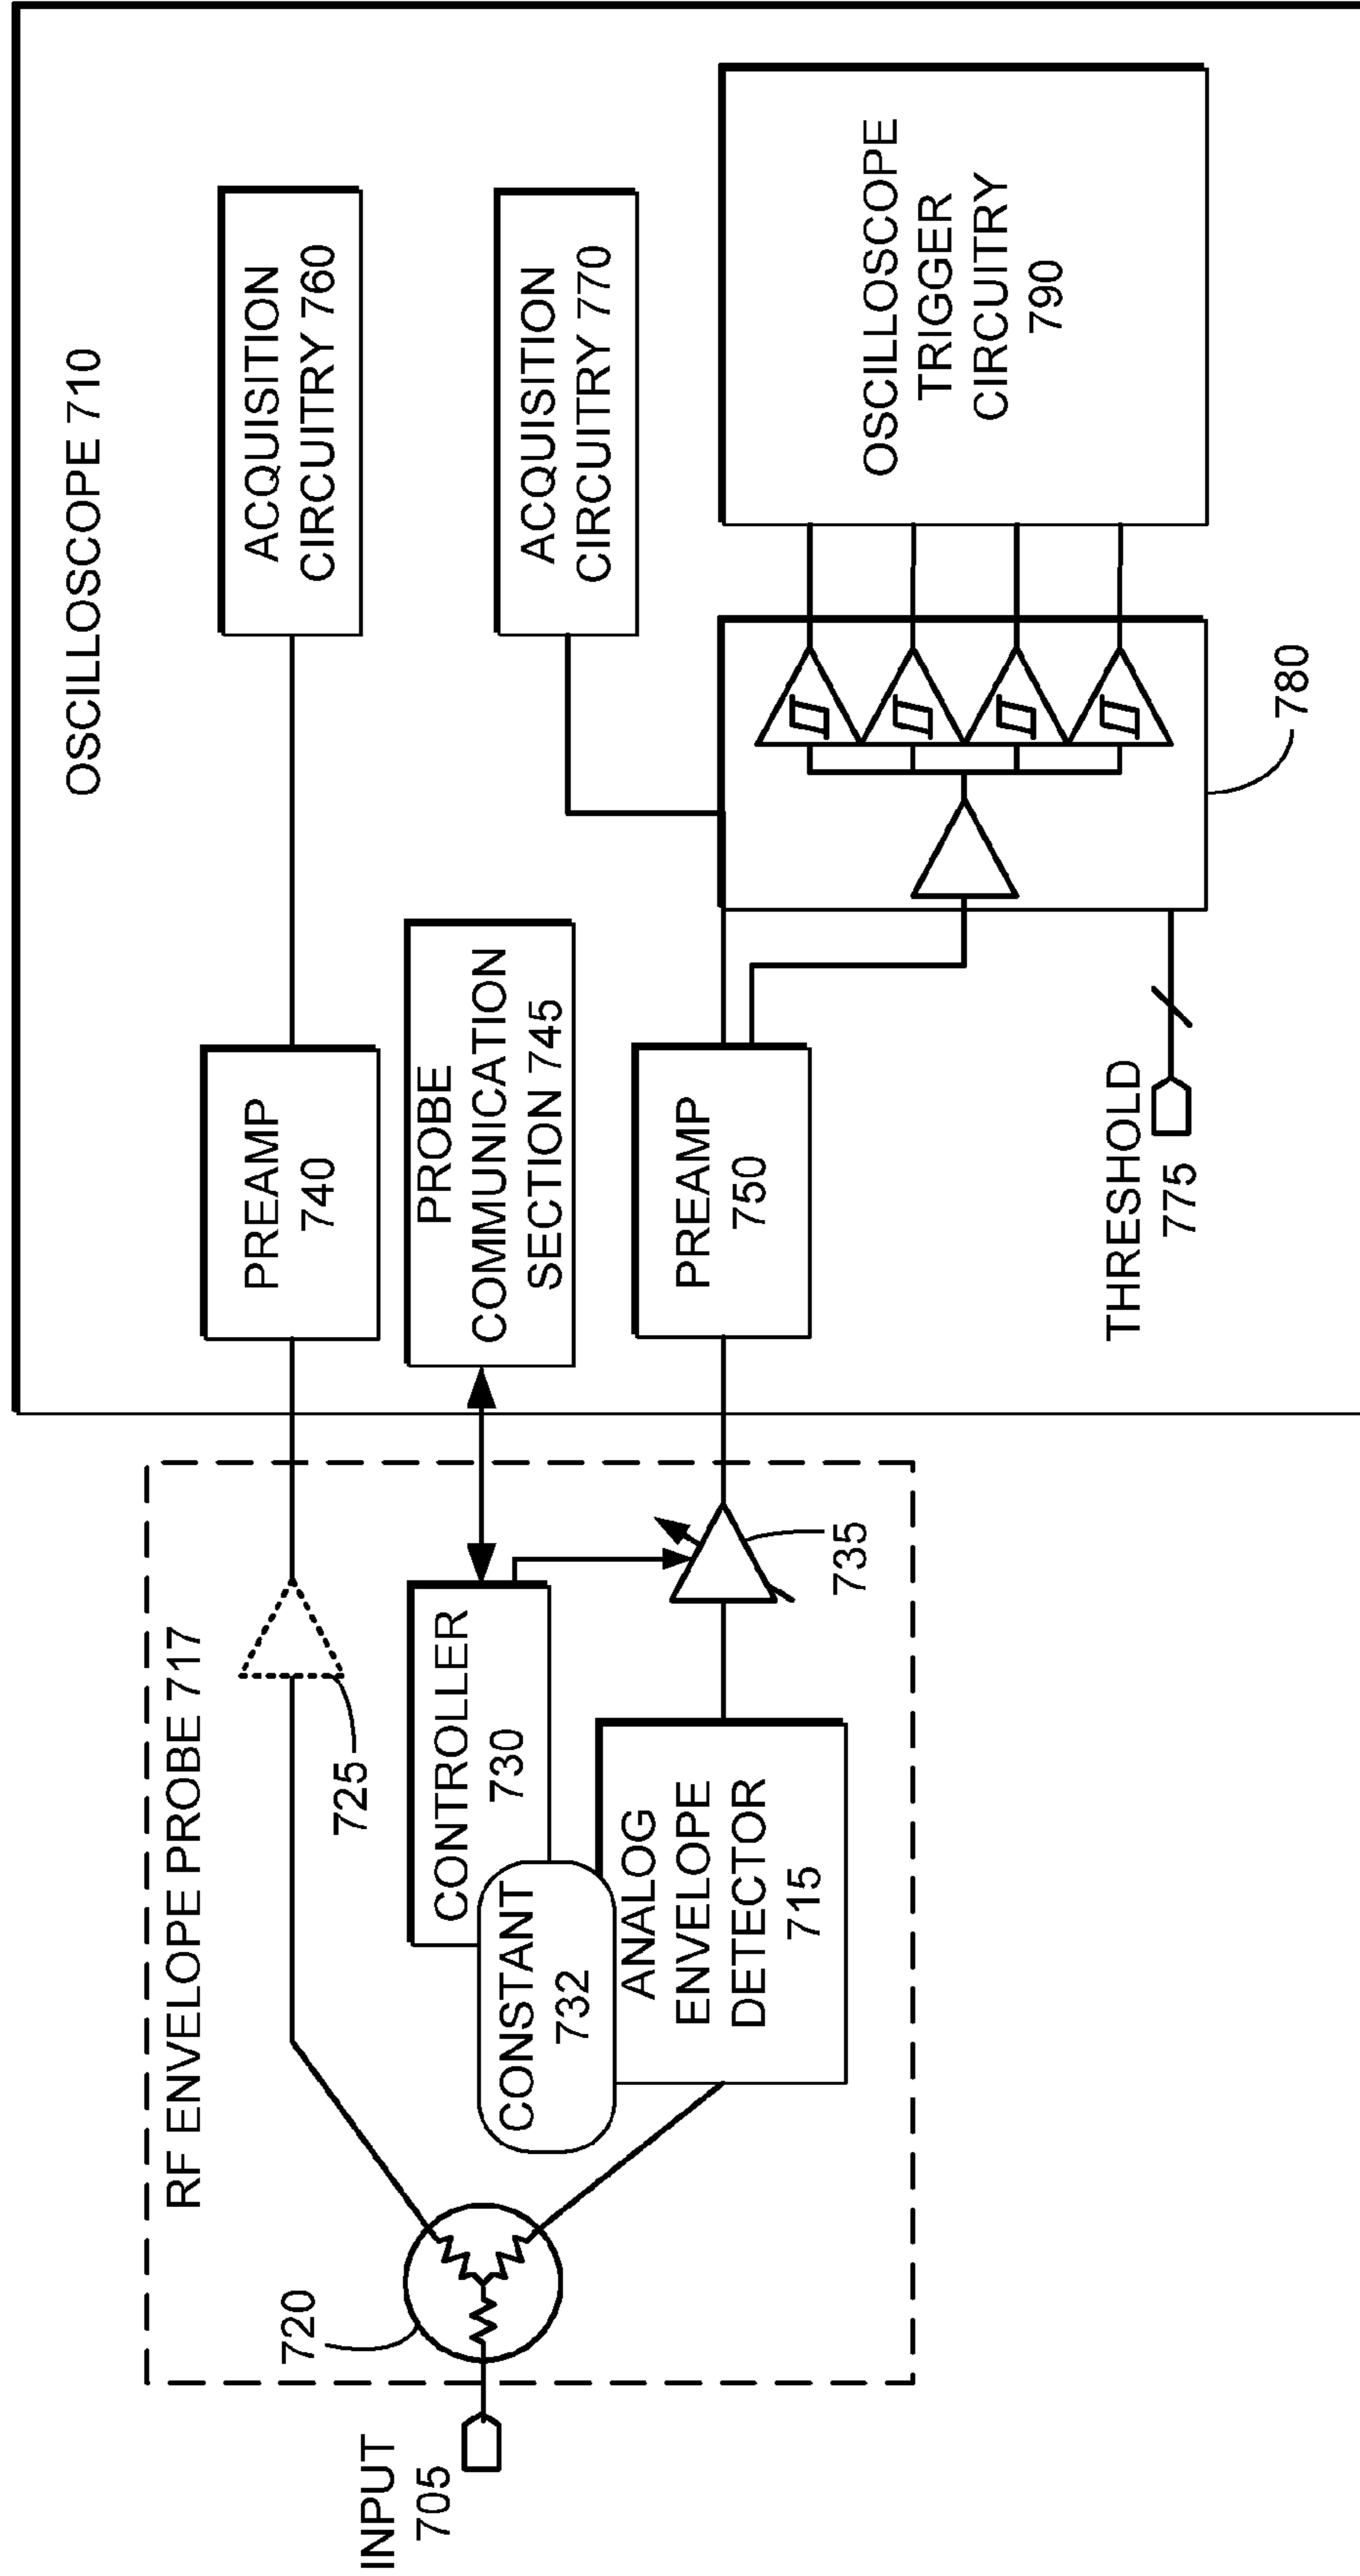 OSCILLOSCOPE 710
RF ENVELOPE PROBE 717
INPUT
705
720
725
CONTROLLER
730
CONSTANT
732
ANALOG
ENVELOPE
DETECTOR
715
735
PREAMP
740
PROBE
COMMUNICATION
SECTION 745
PREAMP
750
ACQUISITION
CIRCUITRY 760
ACQUISITION
CIRCUITRY 770
THRESHOLD
775
780
OSCILLOSCOPE
TRIGGER
CIRCUITRY
790